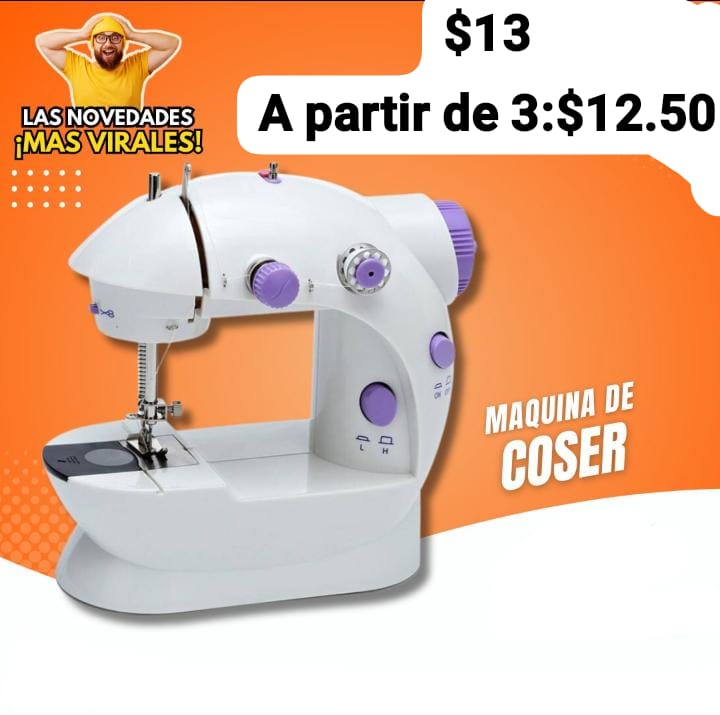 $13
A partir de 3:$12.50
LAS NOVEDADES
¡MAS VIRALES!
MAQUINA DE
COSER
L H